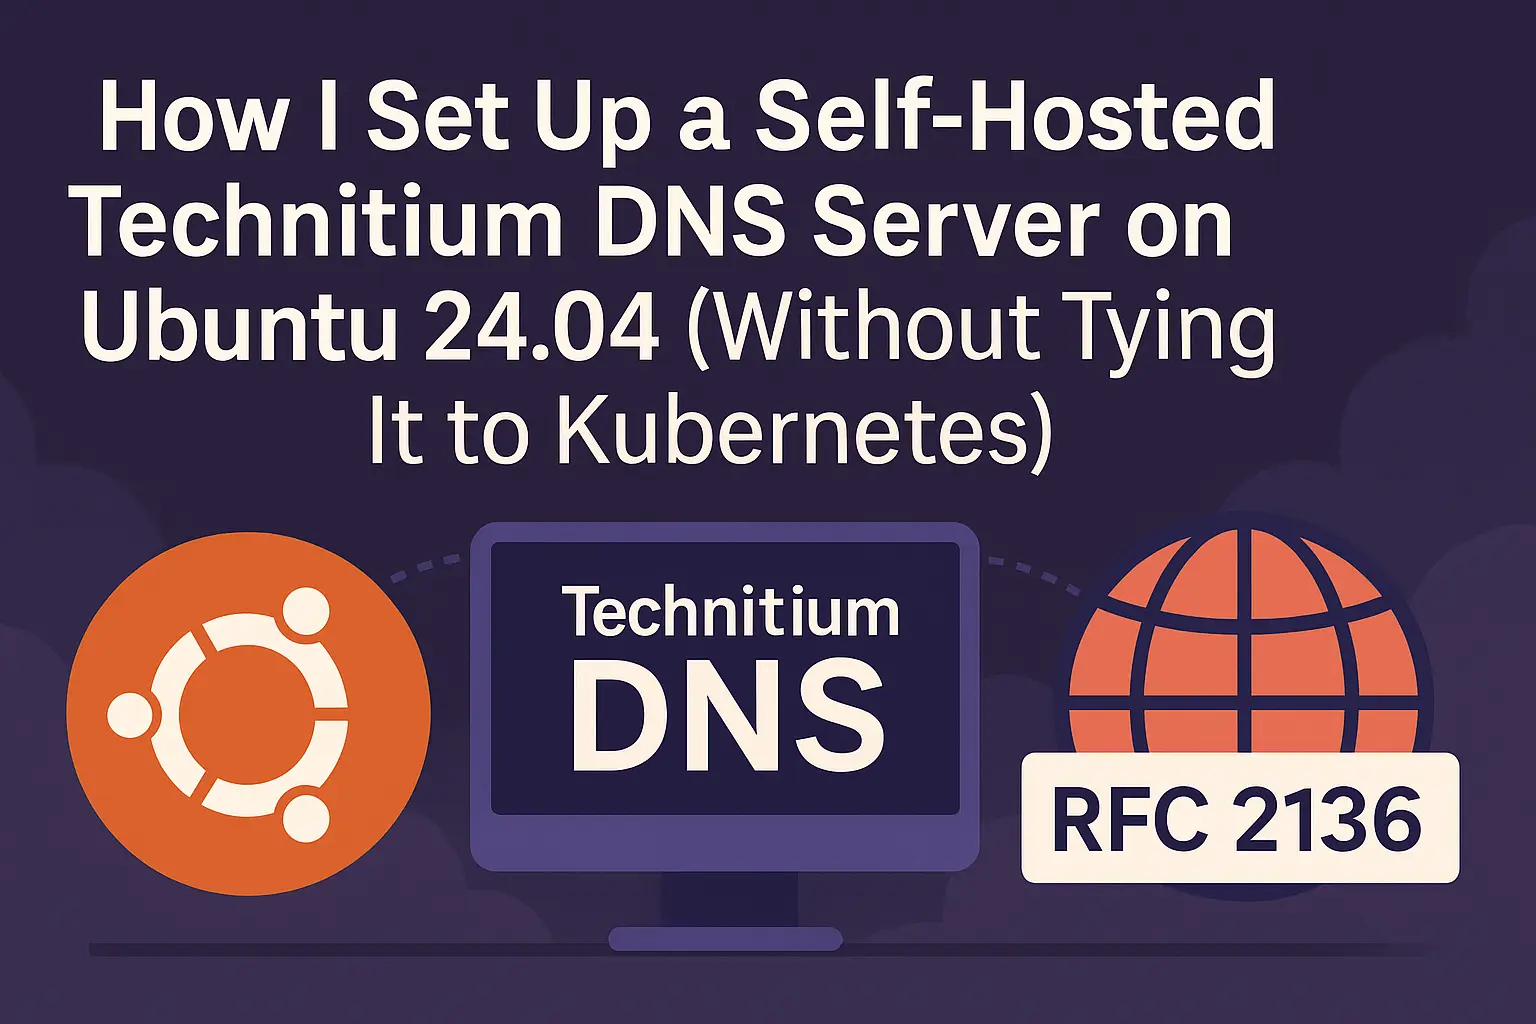 How I Set Up a Self-Hosted
Technitium DNS Server on
Ubuntu 24.04 (Without Tying
It to Kubernetes)
Technitium
DNS
RFC 2136